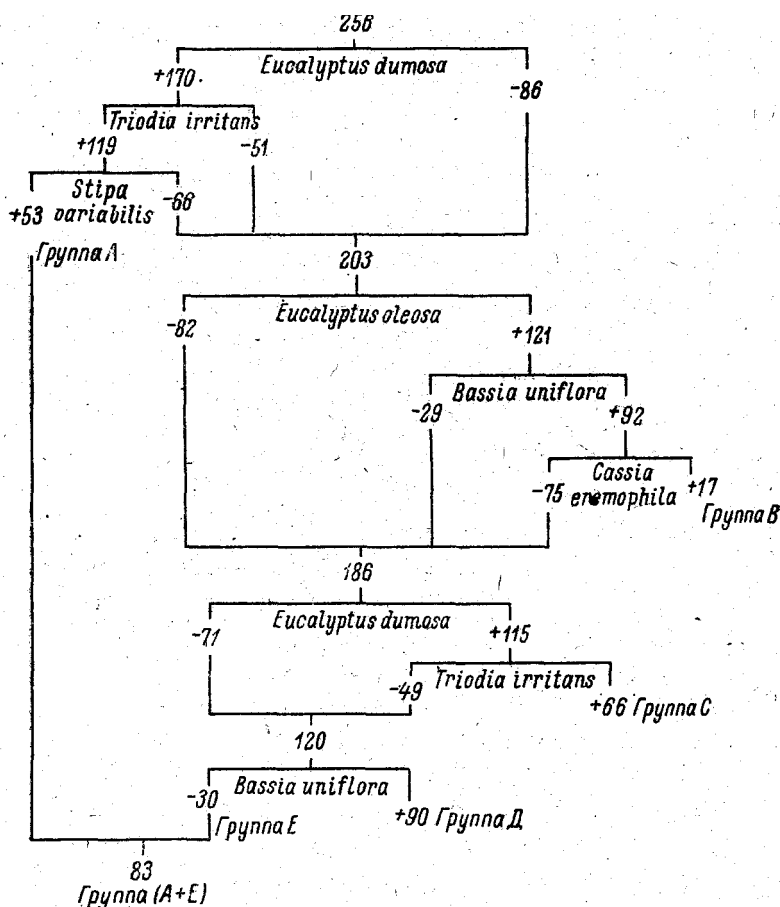 256
Eucalyptus dumosa
+170
-86
Triodia irritans
+119
-51
Stipa
variabilis
+53
-66
Группа А
203
Eucalyptus oleosa
-82
+121
Bassia uniflora
-29
+92
Cassia
eremophila
-75
+17
Группа В
186
Eucalyptus dumosa
-71
+115
Triodia irritans
-49
+66 Группа С
120
Bassia uniflora
-30
+90 Группа Д
Группа Е
83
Группа (А+Е)